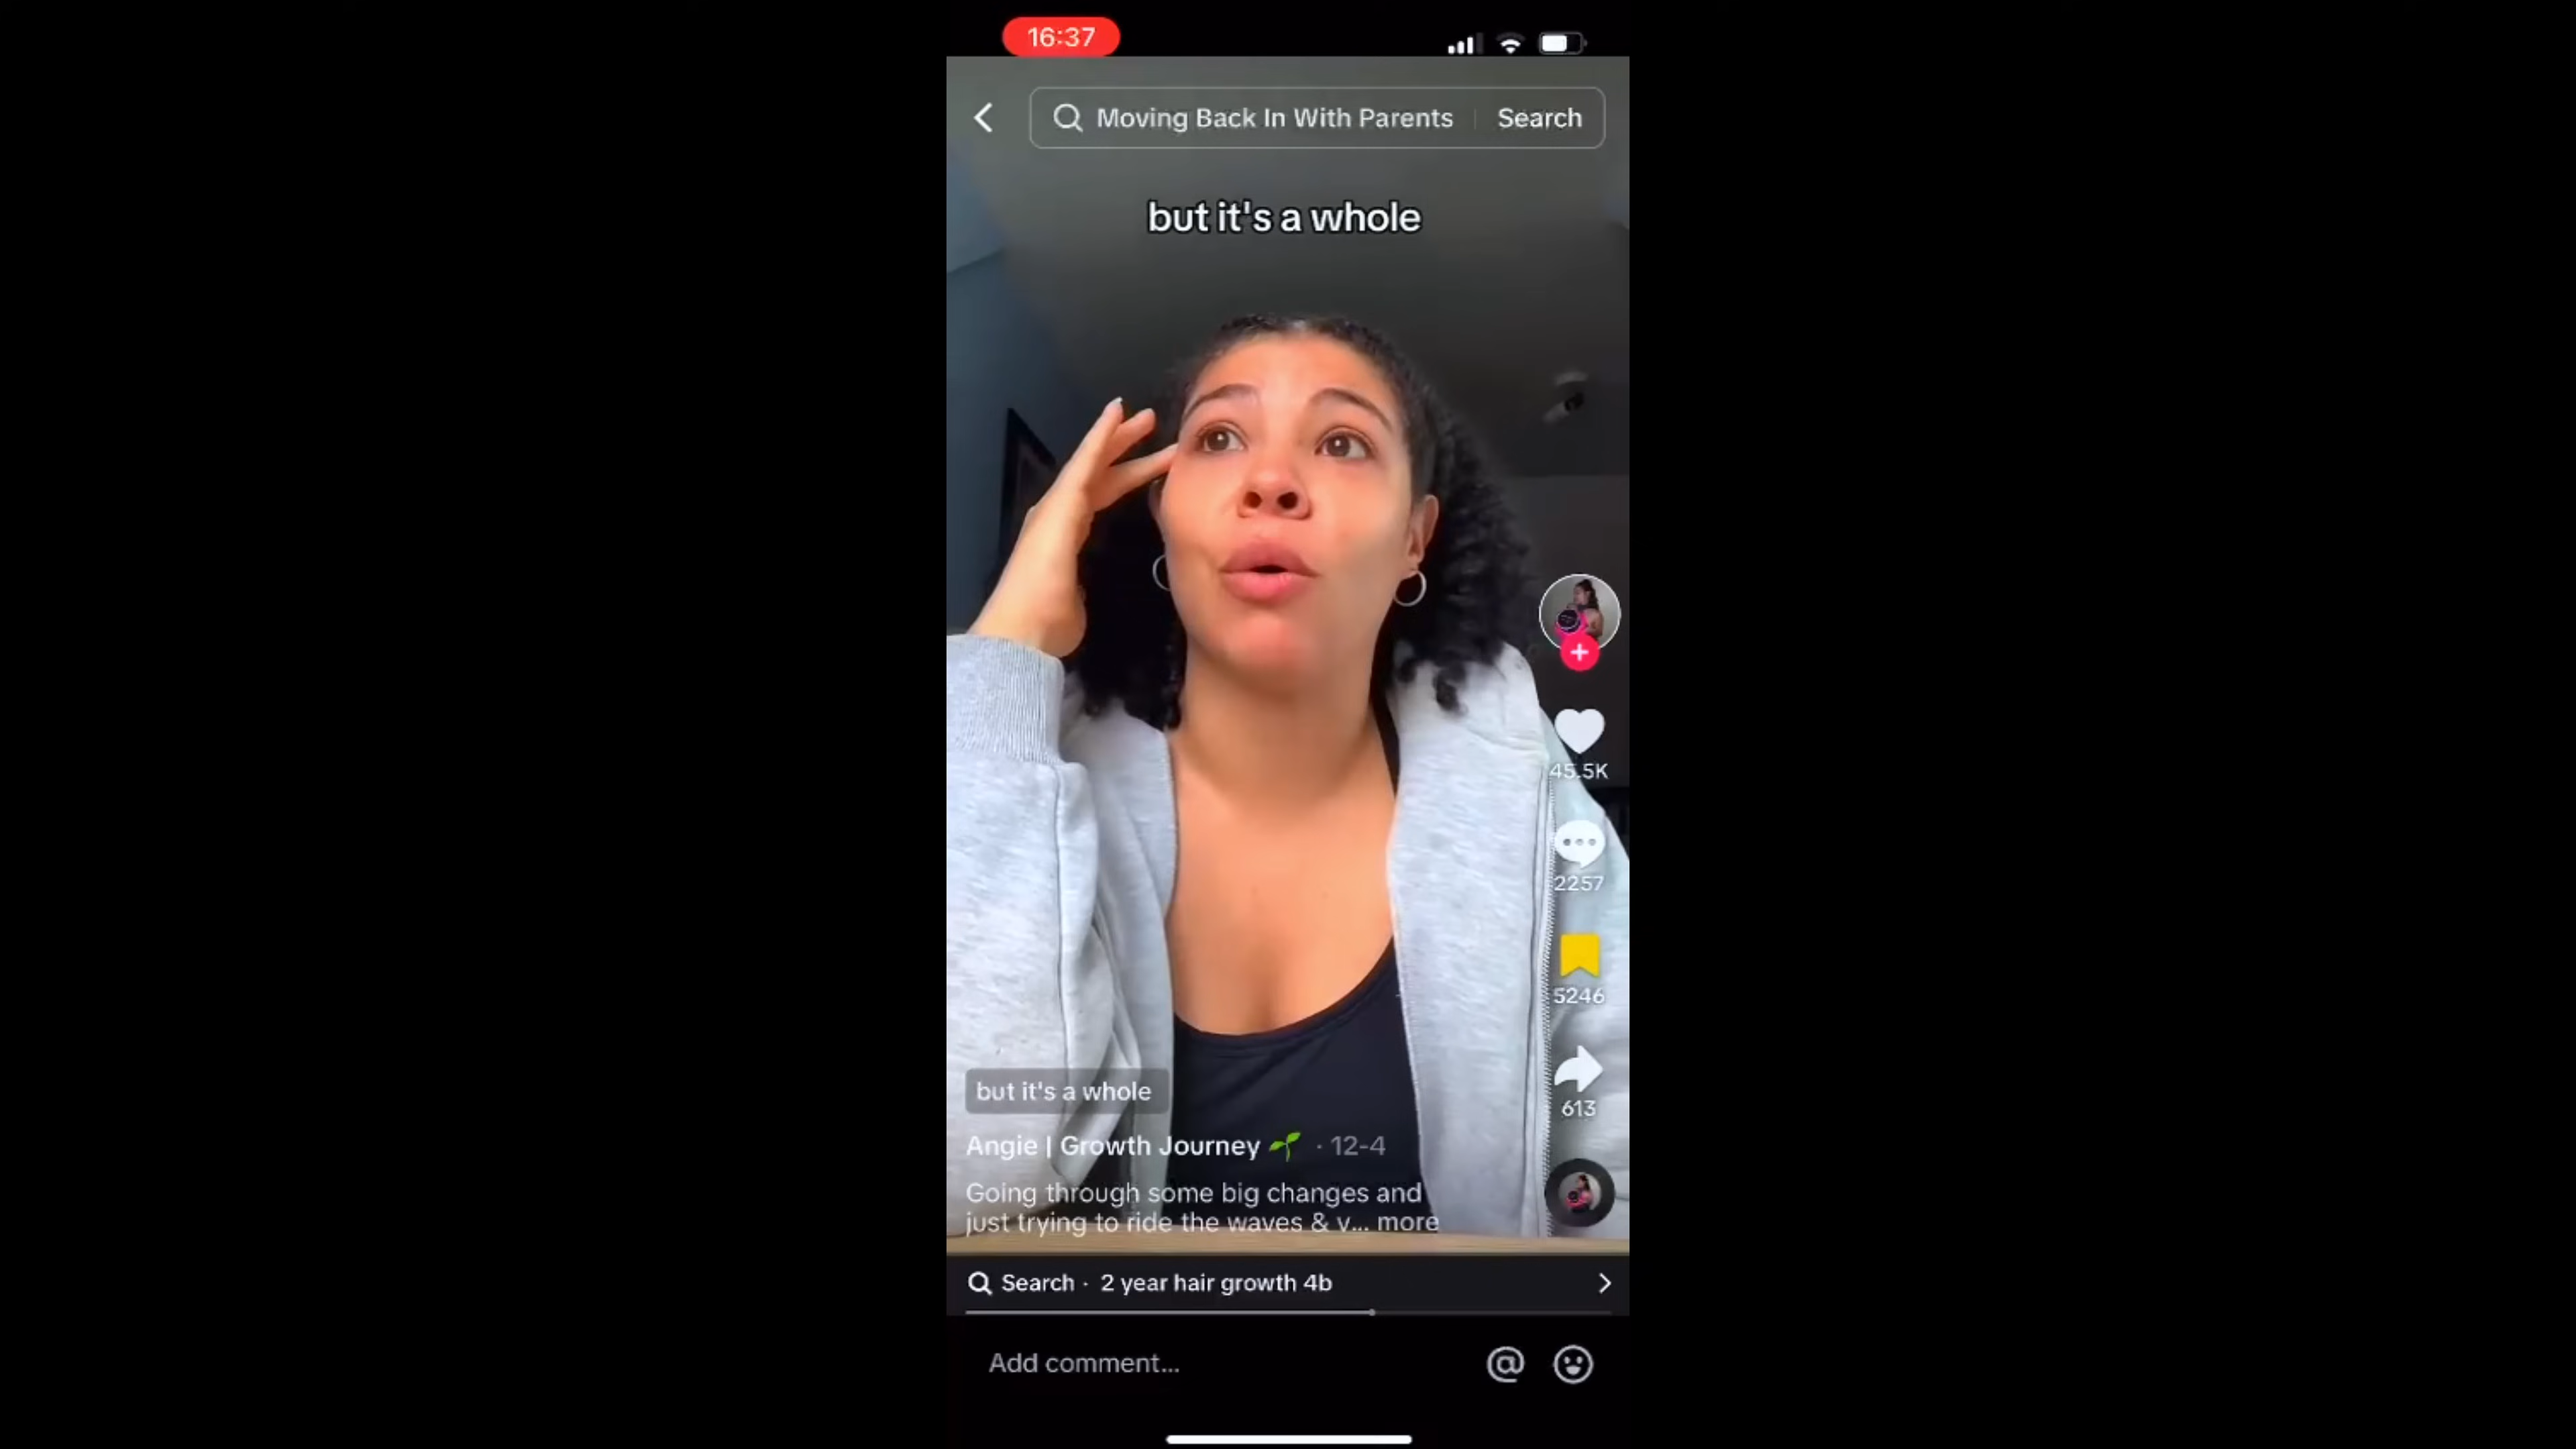 16:37
Moving Back In With Parents
Search
but it's a whole
45.5K
2257
5246
613
but it's a whole
Angie | Growth Journey 🌱 · 12-4
Going through some big changes and
just trying to ride the waves & v... more
Search · 2 year hair growth 4b
Add comment...